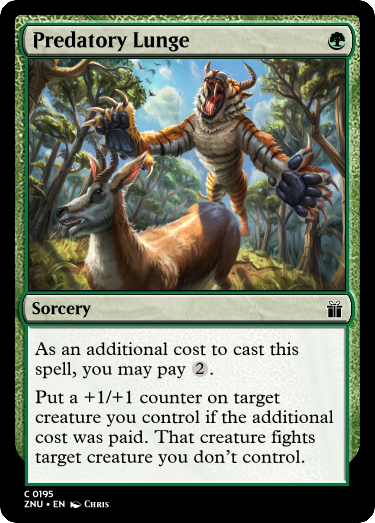 Predatory Lunge
Sorcery
As an additional cost to cast this
spell, you may pay 2.
Put a +1/+1 counter on target
creature you control if the additional
cost was paid. That creature fights
target creature you don't control.
C 0195
ZNU • EN Chris